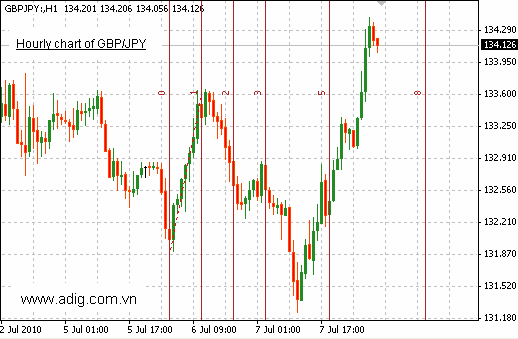 GBPJPY:,H1 134.201 134.206 134.056 134.126
Hourly chart of GBP/JPY
134.290
134.126
133.950
133.600
133.240
132.910
132.560
132.210
131.870
131.530
131.180
0 1 2 3 5 8
www.adig.com.vn
2 Jul 2010 5 Jul 01:00 5 Jul 17:00 6 Jul 09:00 7 Jul 01:00 7 Jul 17:00